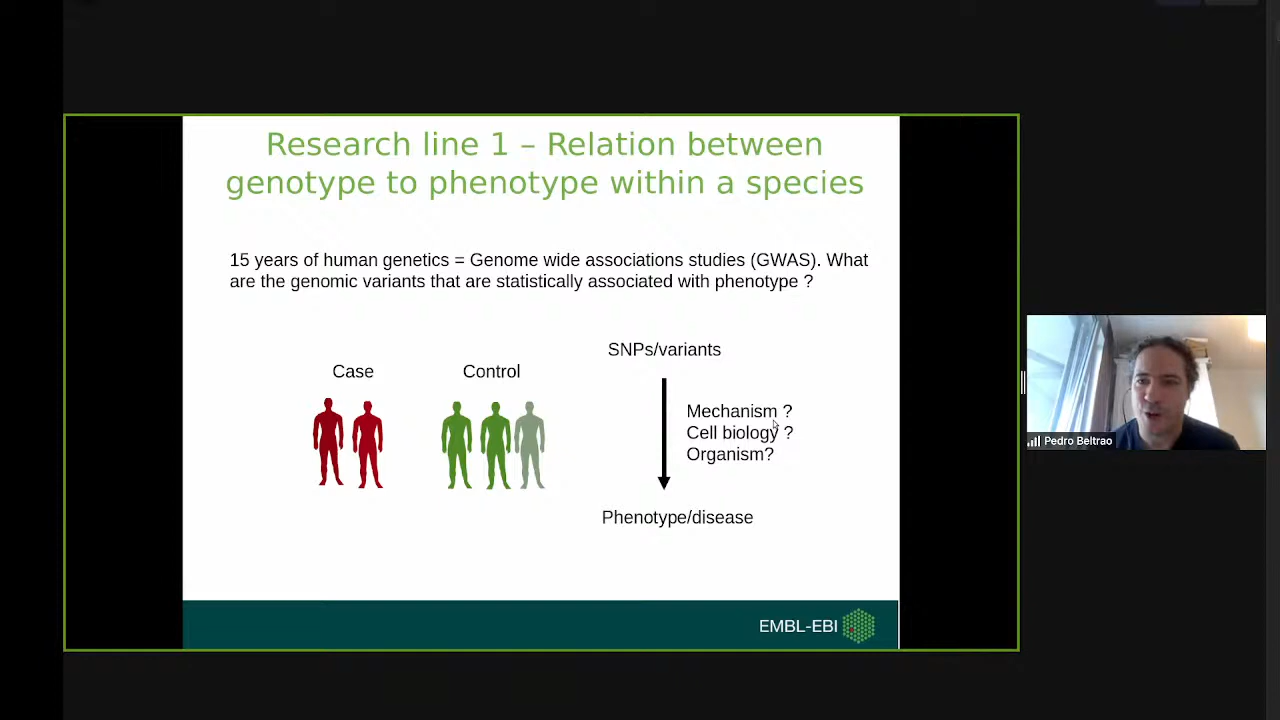 Research line 1 – Relation between
genotype to phenotype within a species
15 years of human genetics = Genome wide associations studies (GWAS). What
are the genomic variants that are statistically associated with phenotype ?
Case
Control
SNPs/variants
Mechanism ?
Cell biology ?
Organism?
Phenotype/disease
EMBL-EBI
Pedro Beltrao